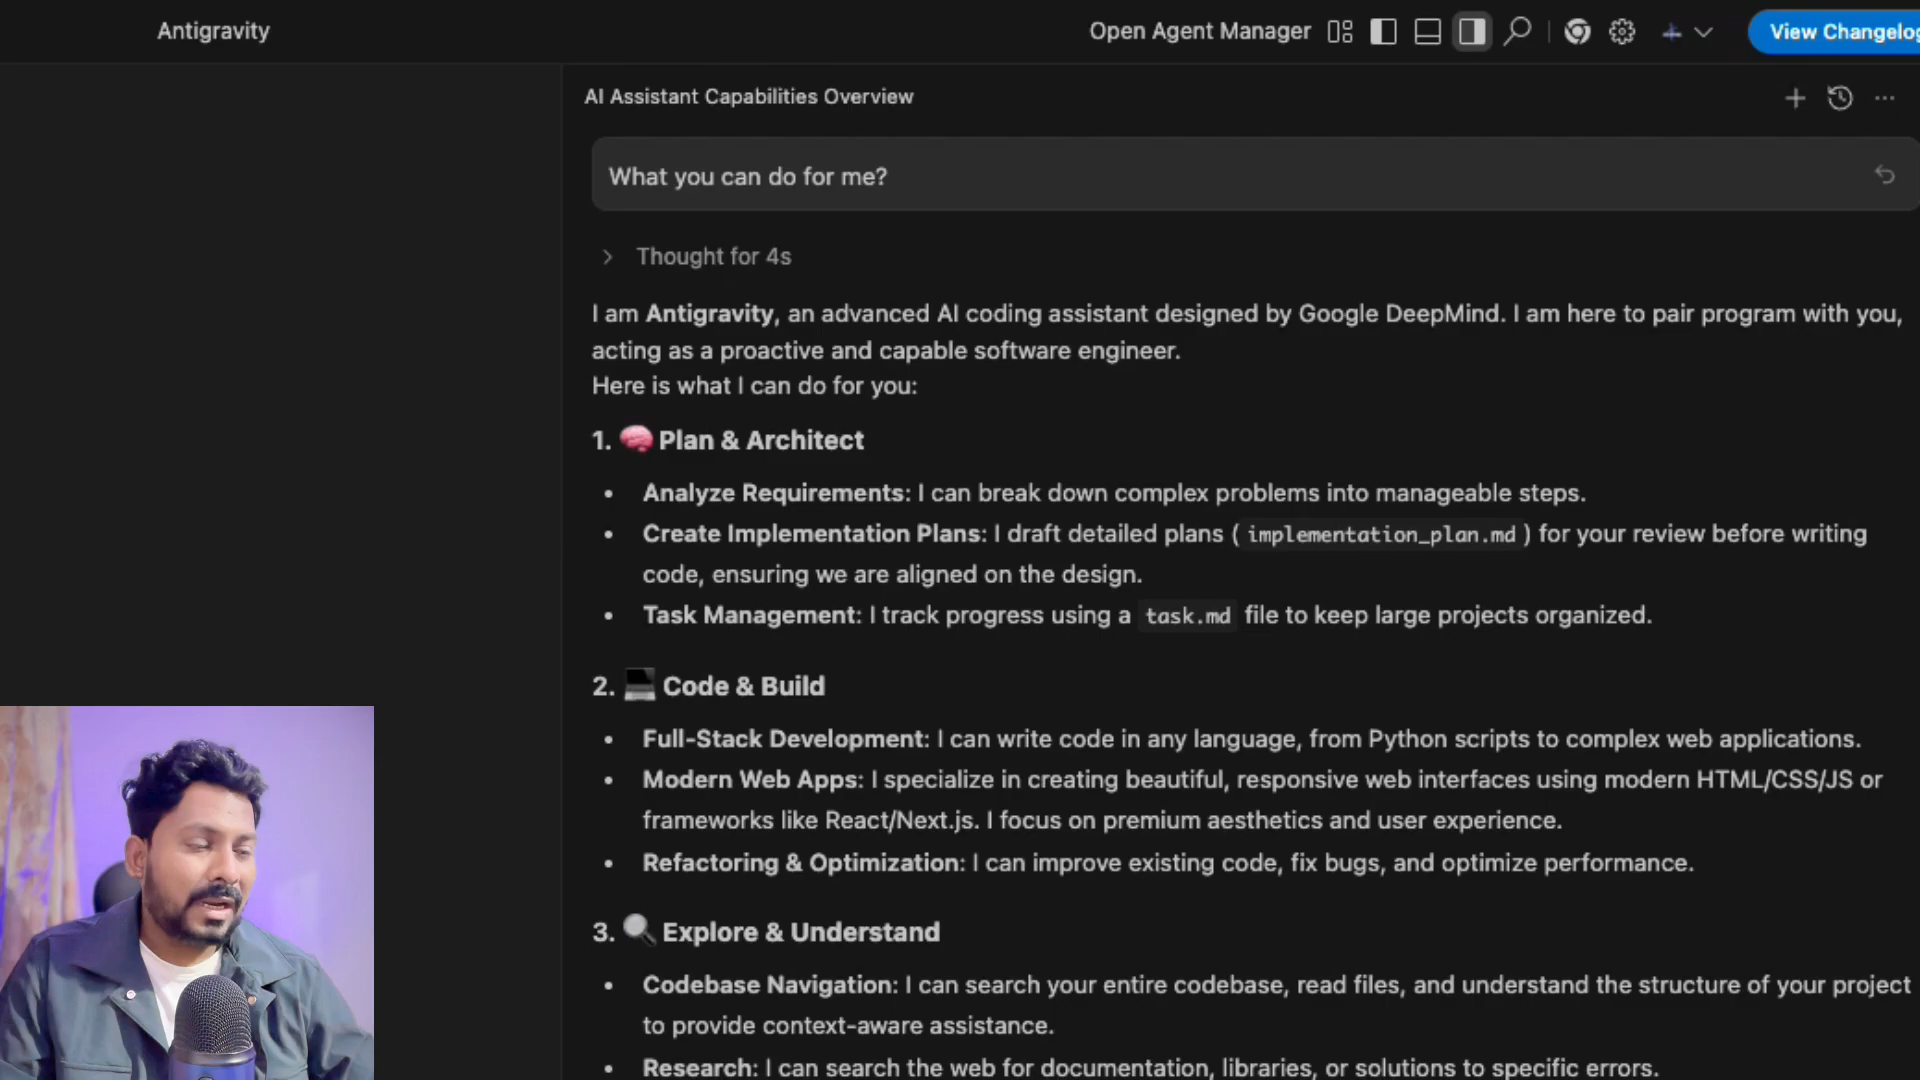 Antigravity
Open Agent Manager
View Changelog
AI Assistant Capabilities Overview
What you can do for me?
Thought for 4s
I am Antigravity, an advanced AI coding assistant designed by Google DeepMind. I am here to pair program with you,
acting as a proactive and capable software engineer.
Here is what I can do for you:
1. 🧠 Plan & Architect
• Analyze Requirements: I can break down complex problems into manageable steps.
• Create Implementation Plans: I draft detailed plans ( implementation_plan.md ) for your review before writing
code, ensuring we are aligned on the design.
• Task Management: I track progress using a task.md file to keep large projects organized.
2. 💻 Code & Build
• Full-Stack Development: I can write code in any language, from Python scripts to complex web applications.
• Modern Web Apps: I specialize in creating beautiful, responsive web interfaces using modern HTML/CSS/JS or
frameworks like React/Next.js. I focus on premium aesthetics and user experience.
• Refactoring & Optimization: I can improve existing code, fix bugs, and optimize performance.
3. 🔍 Explore & Understand
• Codebase Navigation: I can search your entire codebase, read files, and understand the structure of your project
to provide context-aware assistance.
• Research: I can search the web for documentation, libraries, or solutions to specific errors.